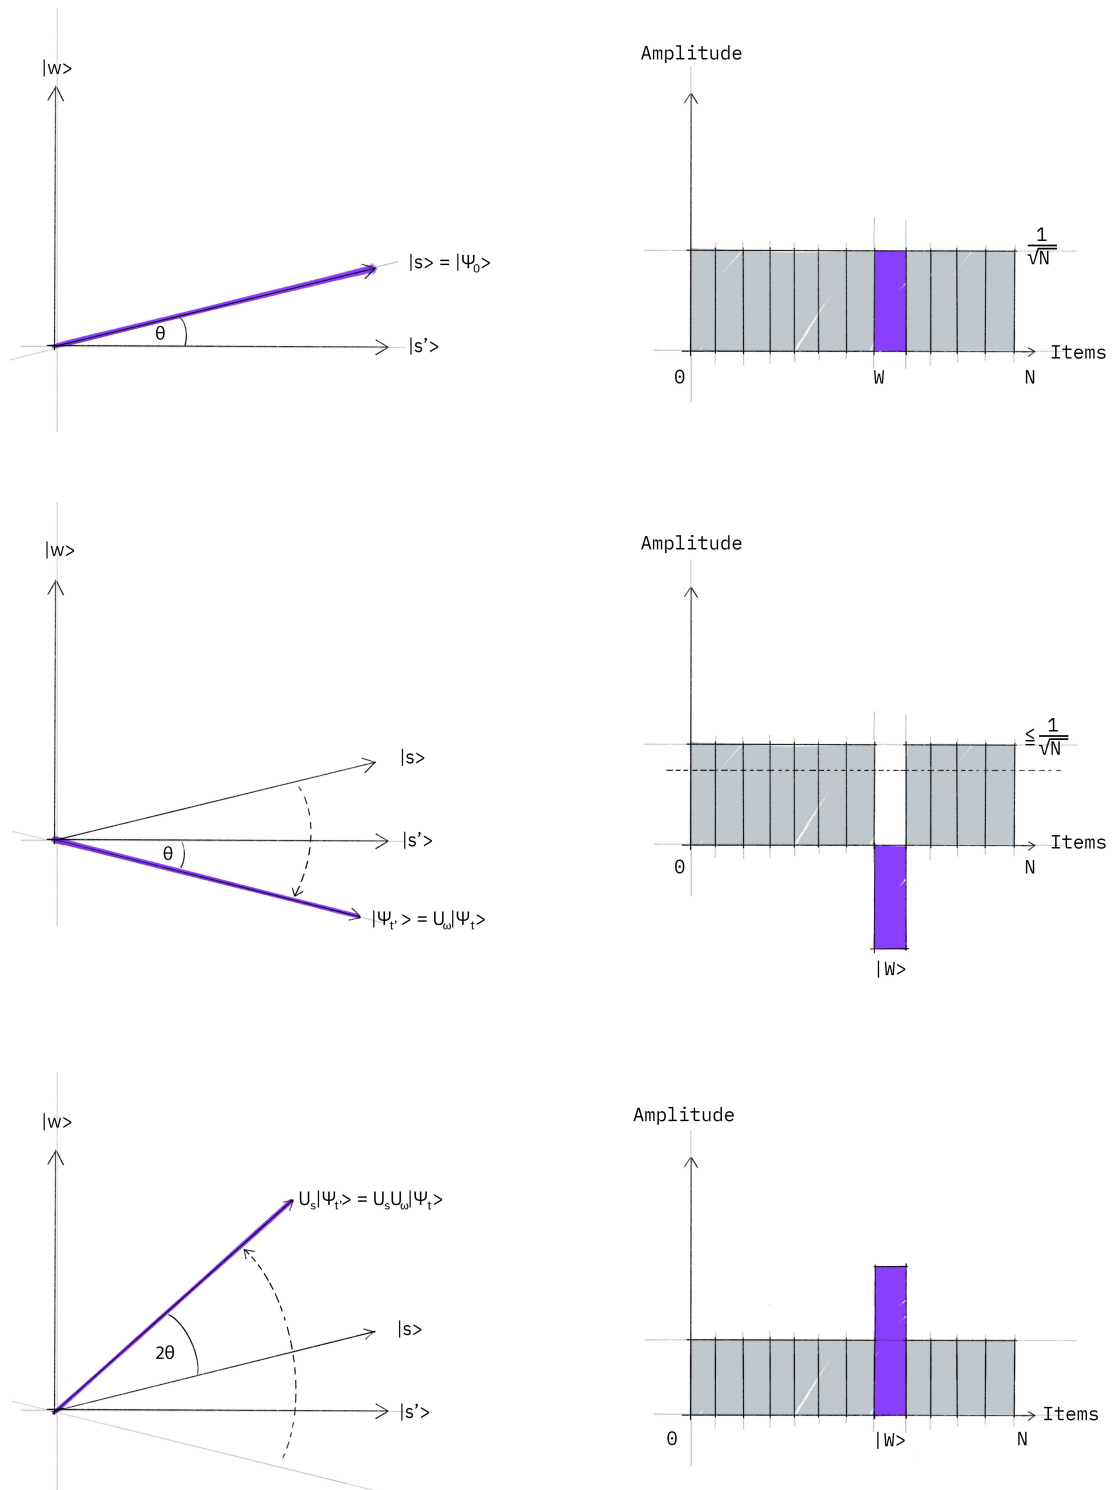 |w>
|s> = |Ψ₀>
θ
|s'>
Amplitude
1
√N
Items
0 W N
|w>
|s>
|s'>
θ
|Ψt'> = Uω|Ψt>
Amplitude
≦ 1
√N
Items
0 N
|W>
|w>
Us|Ψt'> = UsUω|Ψt>
|s>
2θ
|s'>
Amplitude
Items
0 |W> N